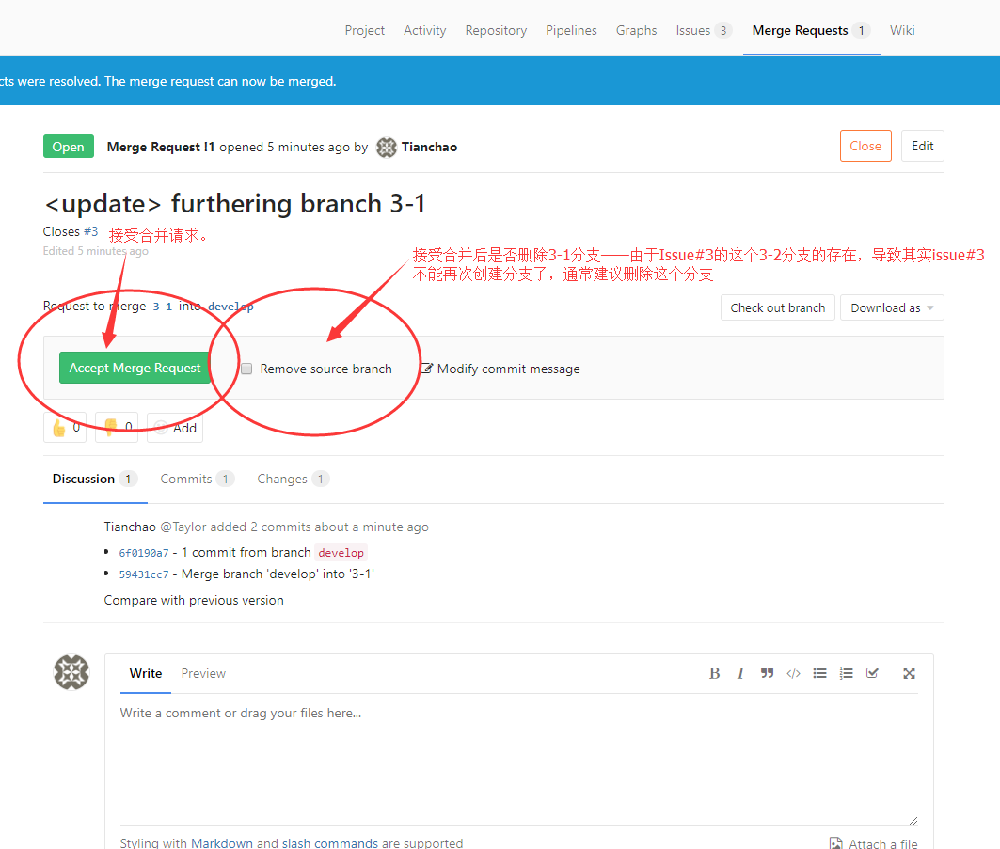 Project Activity Repository Pipelines Graphs Issues 3 Merge Requests 1 Wiki
cts were resolved. The merge request can now be merged.
Open Merge Request !1 opened 5 minutes ago by Tianchao Close Edit
<update> furthering branch 3-1
Closes #3 接受合并请求。
Edited 5 minutes ago
接受合并后是否删除3-1分支——由于Issue#3的这个3-2分支的存在，导致其实issue#3
不能再次创建分支了，通常建议删除这个分支
Request to merge 3-1 into develop Check out branch Download as
Accept Merge Request Remove source branch Modify commit message
0 0 Add
Discussion 1 Commits 1 Changes 1
Tianchao @Taylor added 2 commits about a minute ago
• 6f0190a7 - 1 commit from branch develop
• 59431cc7 - Merge branch 'develop' into '3-1'
Compare with previous version
Write Preview B I
Write a comment or drag your files here...
Styling with Markdown and slash commands are supported Attach a file